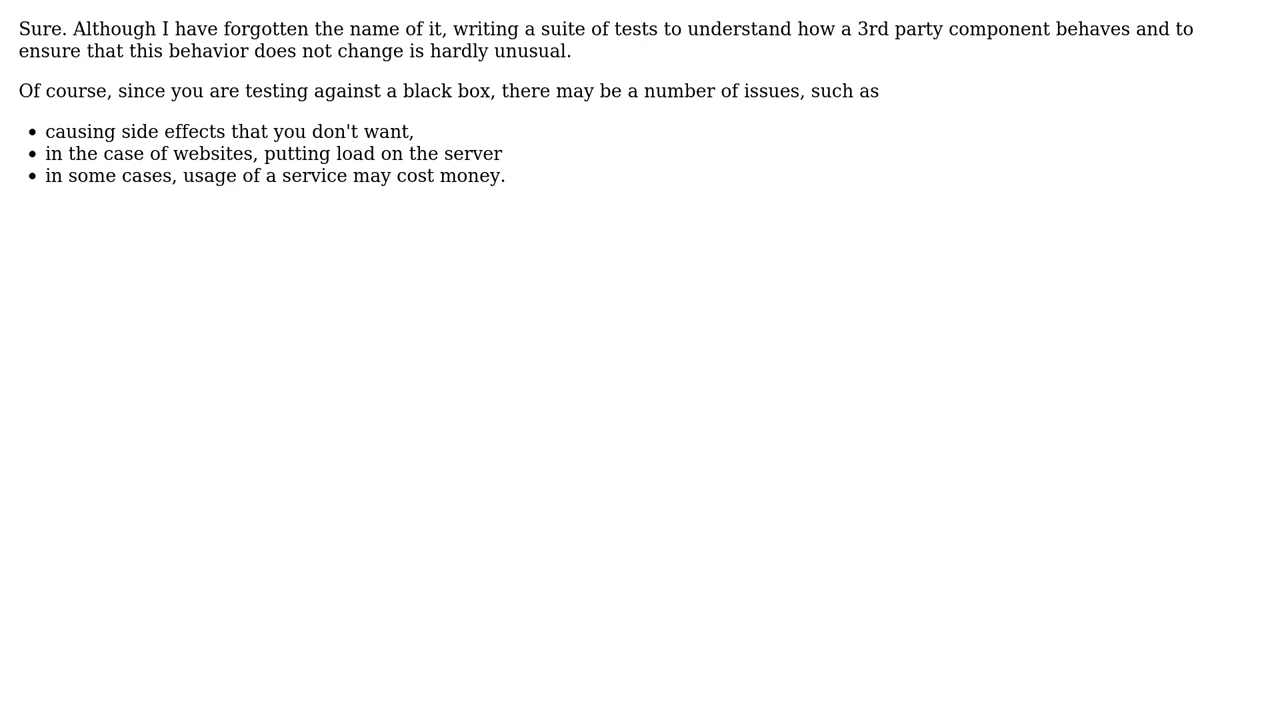 Sure. Although I have forgotten the name of it, writing a suite of tests to understand how a 3rd party component behaves and to
ensure that this behavior does not change is hardly unusual.
Of course, since you are testing against a black box, there may be a number of issues, such as
• causing side effects that you don't want,
• in the case of websites, putting load on the server
• in some cases, usage of a service may cost money.